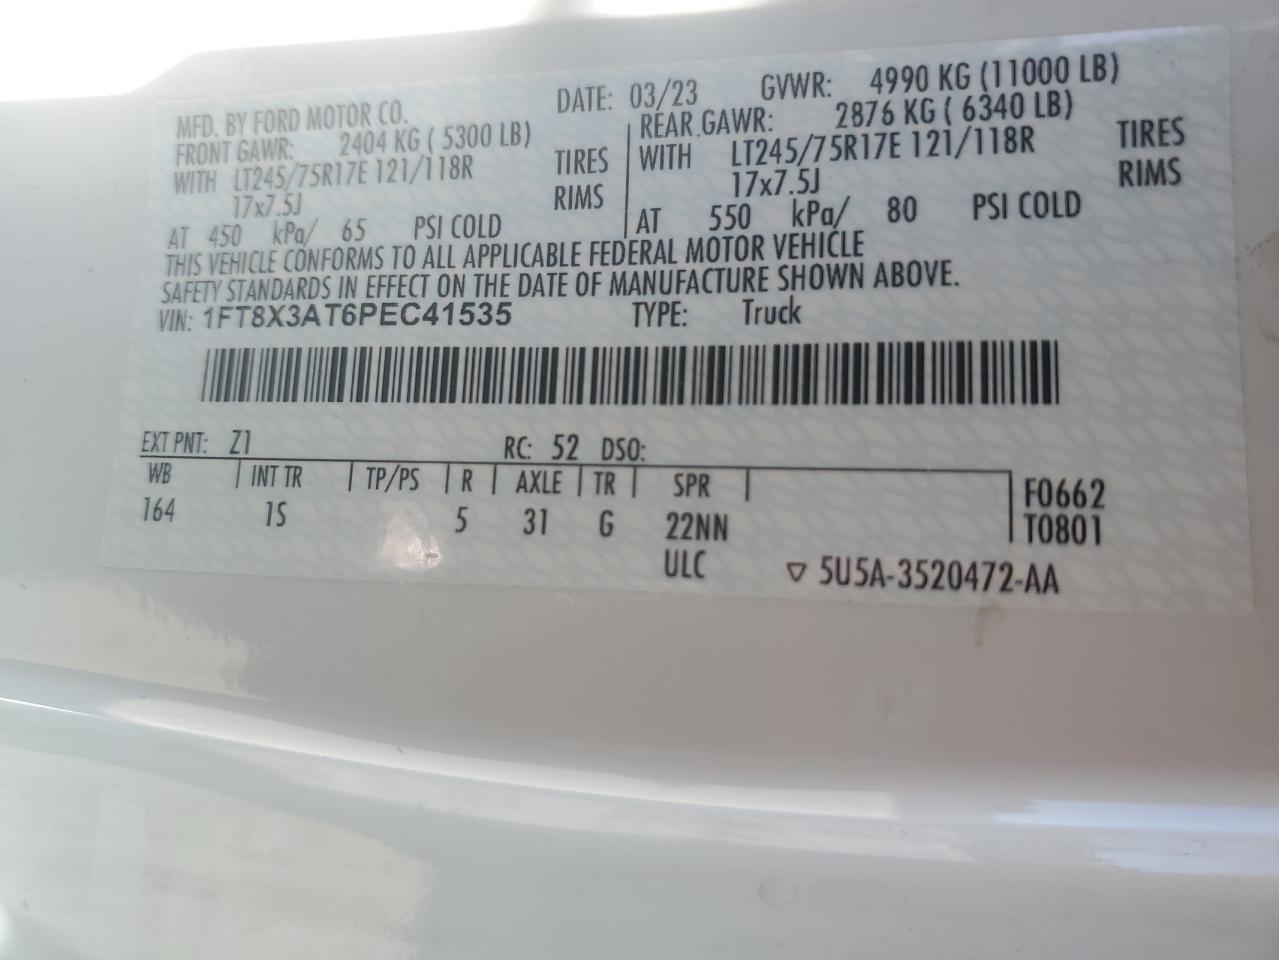 MFD. BY FORD MOTOR CO. DATE: 03/23 GVWR: 4990 KG (11000 LB)
FRONT GAWR: 2404 KG ( 5300 LB) REAR GAWR: 2876 KG ( 6340 LB)
WITH LT245/75R17E 121/118R TIRES WITH LT245/75R17E 121/118R TIRES
17x7.5J RIMS 17x7.5J RIMS
AT 450 kPa/ 65 PSI COLD AT 550 kPa/ 80 PSI COLD
THIS VEHICLE CONFORMS TO ALL APPLICABLE FEDERAL MOTOR VEHICLE
SAFETY STANDARDS IN EFFECT ON THE DATE OF MANUFACTURE SHOWN ABOVE.
VIN: 1FT8X3AT6PEC41535 TYPE: Truck
EXT PNT: Z1 RC: 52 DSO:
WB INT TR TP/PS R AXLE TR SPR F0662
164 1S 5 31 G 22NN T0801
ULC ▽ 5U5A-3520472-AA